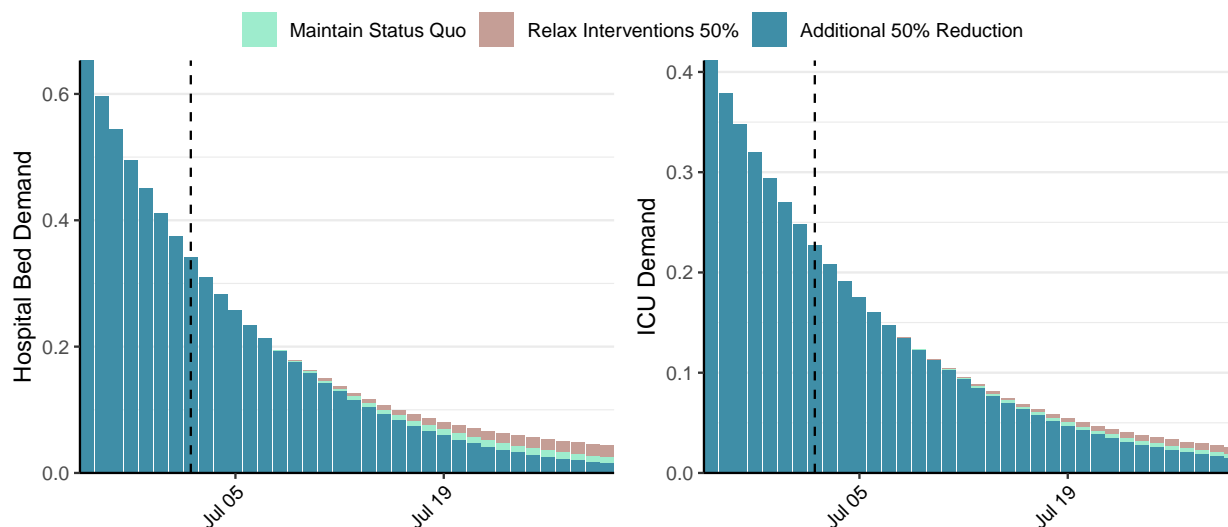 Maintain Status Quo Relax Interventions 50% Additional 50% Reduction
Hospital Bed Demand
0.6
0.4
0.2
0.0
Jul 05
Jul 19
ICU Demand
0.4
0.3
0.2
0.1
0.0
Jul 05
Jul 19